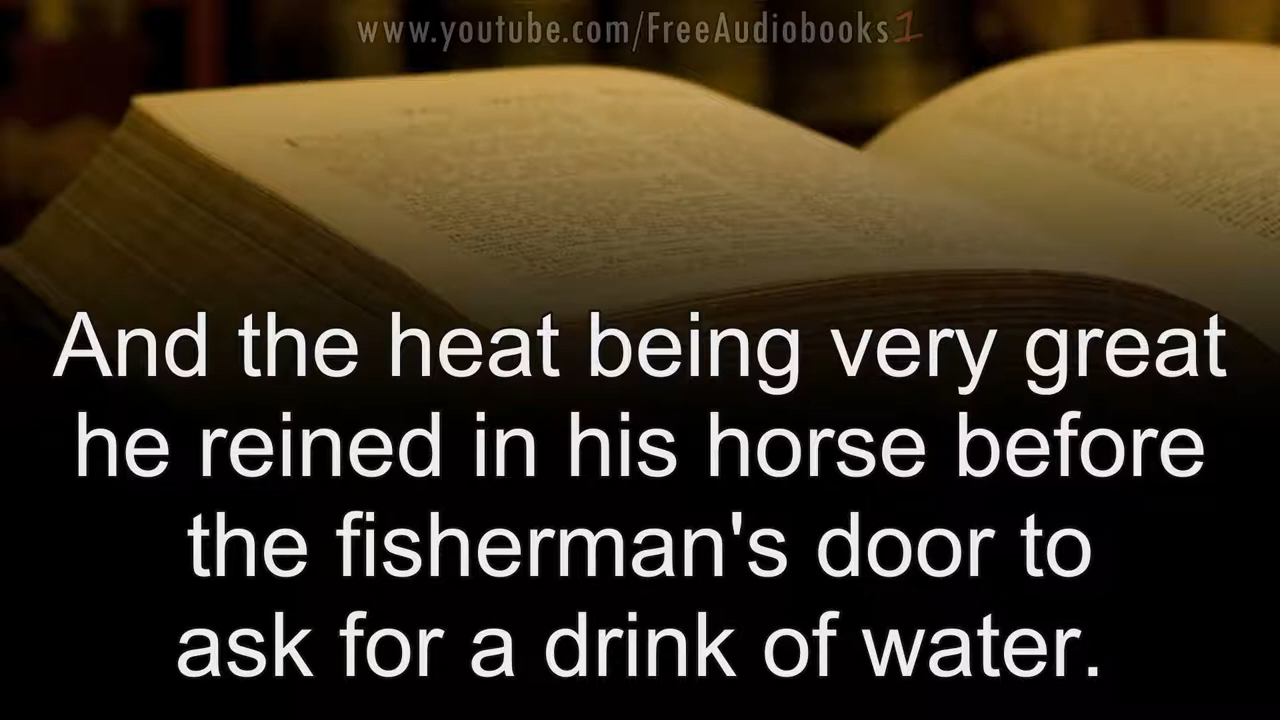 www.youtube.com/FreeAudiobooks1
And the heat being very great
he reined in his horse before
the fisherman's door to
ask for a drink of water.